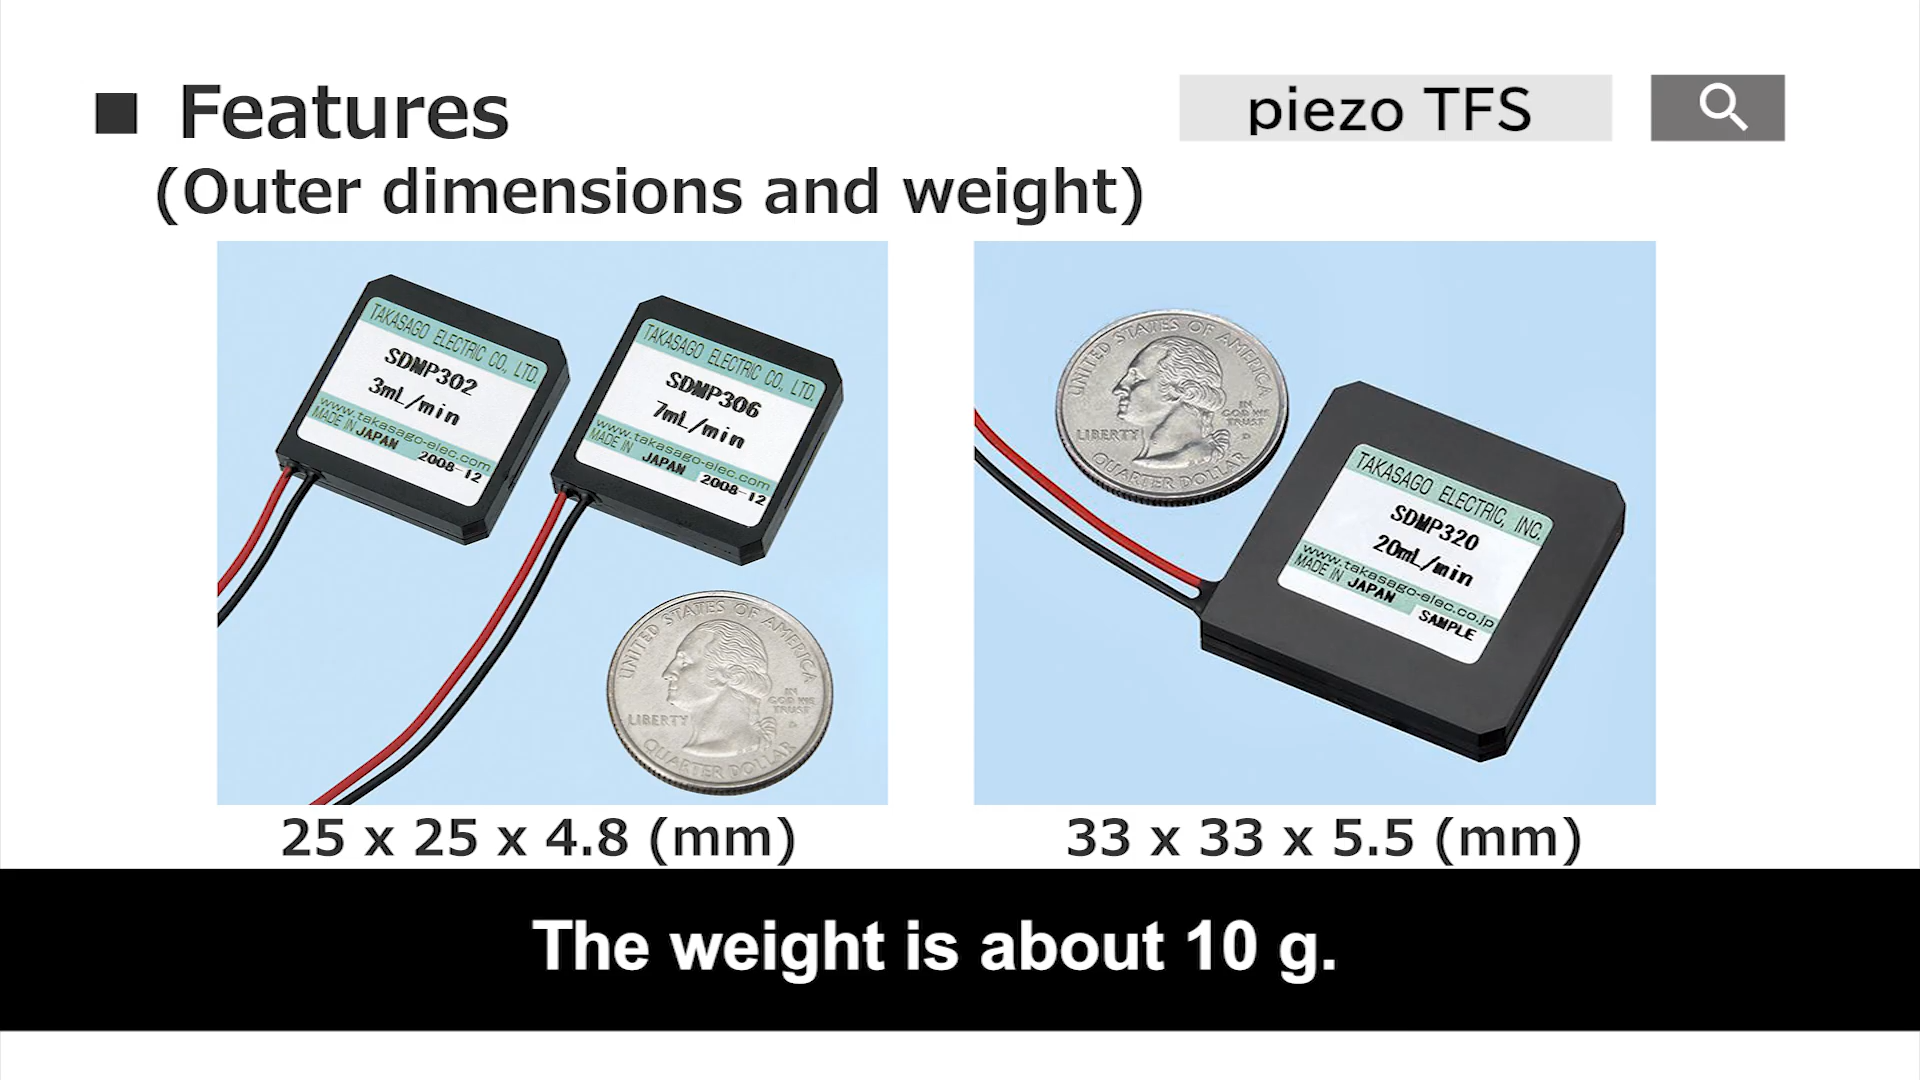 ■ Features
piezo TFS
(Outer dimensions and weight)
TAKASAGO ELECTRIC CO., LTD.
SDMP302
3mL/min
www.takasago-elec.com
MADE IN JAPAN 2008-12
TAKASAGO ELECTRIC CO., LTD.
SDMP306
7mL/min
www.takasago-elec.com
MADE IN JAPAN 2008-12
UNITED STATES OF AMERICA
LIBERTY
IN
GOD WE
TRUST
D
QUARTER DOLLAR
UNITED STATES OF AMERICA
LIBERTY
IN
GOD WE
TRUST
D
QUARTER DOLLAR
TAKASAGO ELECTRIC, INC.
SDMP320
20mL/min
www.takasago-elec.co.jp
MADE IN JAPAN SAMPLE
25 x 25 x 4.8 (mm)
33 x 33 x 5.5 (mm)
The weight is about 10 g.